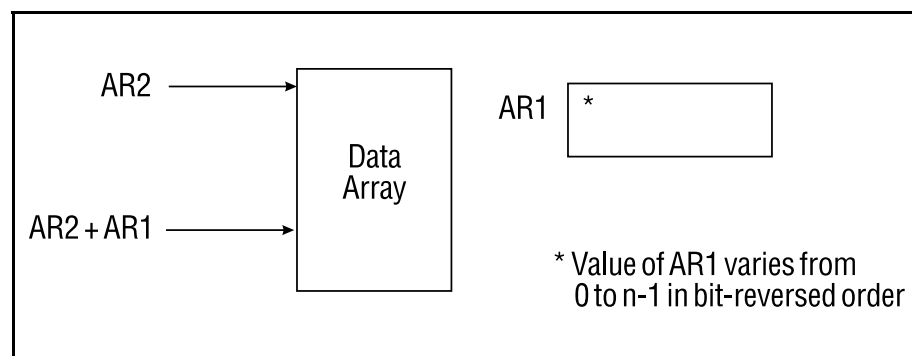 AR2
AR1
*
Data
Array
AR2 + AR1
* Value of AR1 varies from
0 to n-1 in bit-reversed order